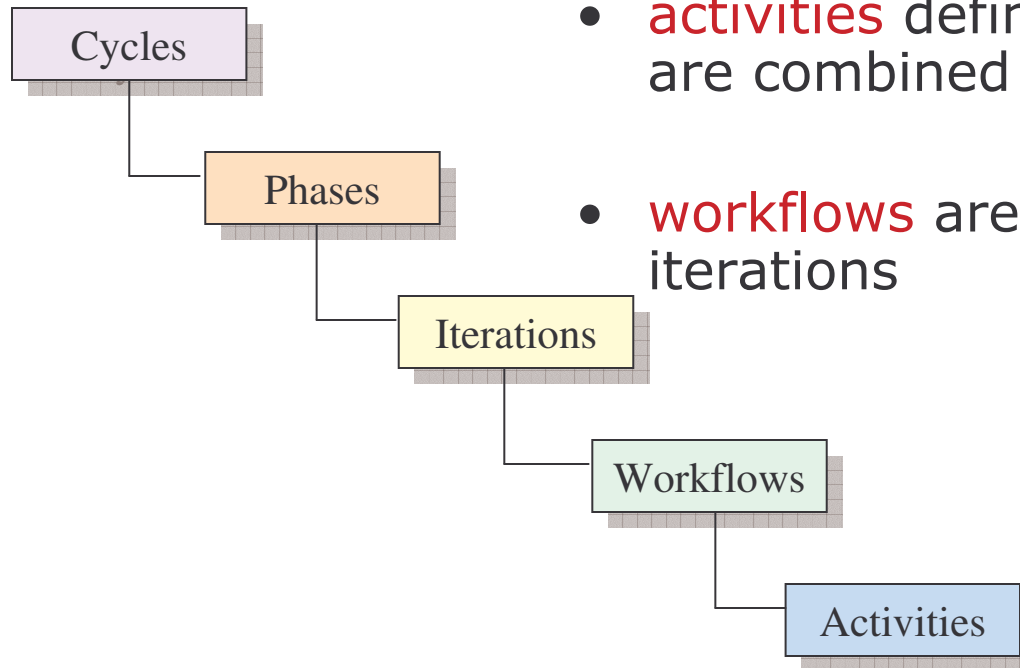 Cycles
• activities
are combined
Phases
• workflows are
iterations
Iterations
Workflows
Activities